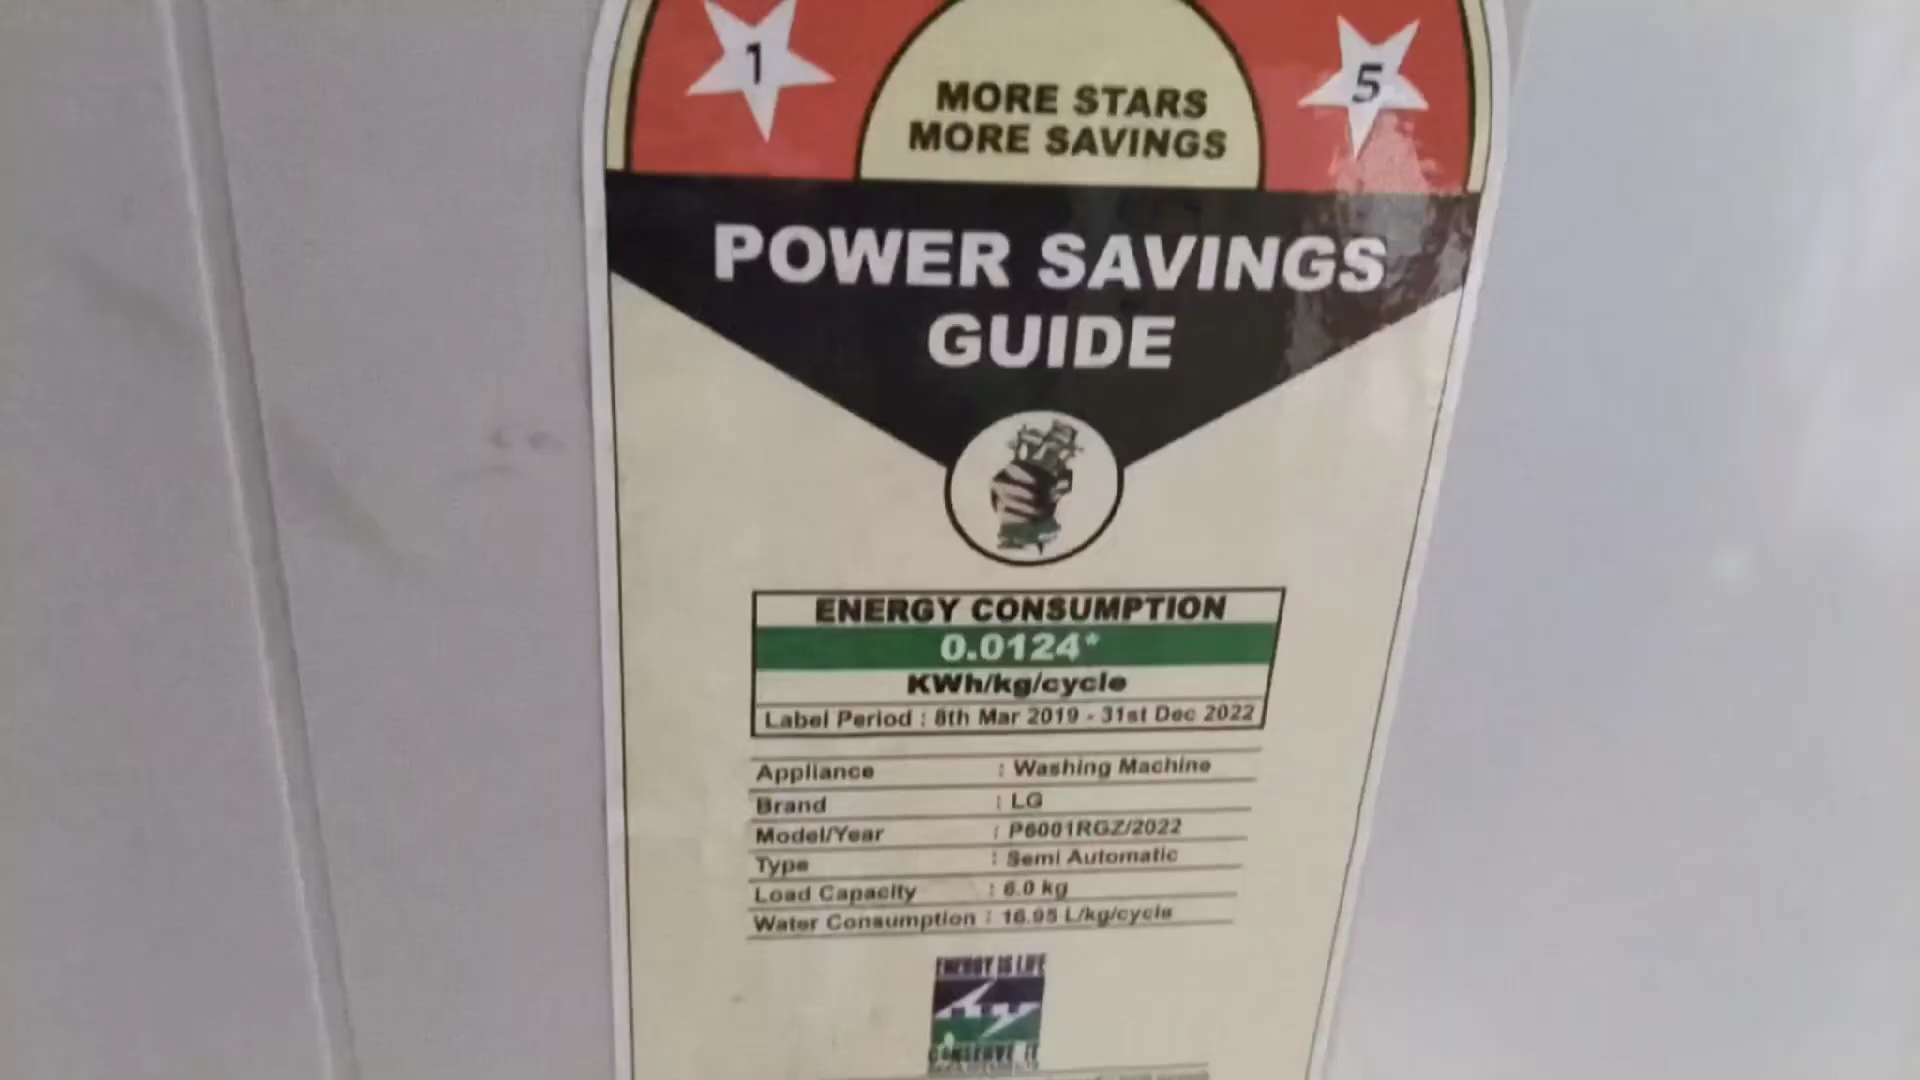 1
5
MORE STARS
MORE SAVINGS
POWER SAVINGS
GUIDE
ENERGY CONSUMPTION
0.0124*
KWh/kg/cycle
Label Period : 8th Mar 2019 - 31st Dec 2022
Appliance : Washing Machine
Brand : LG
Model/Year : P6001RGZ/2022
Type : Semi Automatic
Load Capacity : 6.0 kg
Water Consumption : 16.95 L/kg/cycle
ENERGY IS LIFE
CONSERVE IT